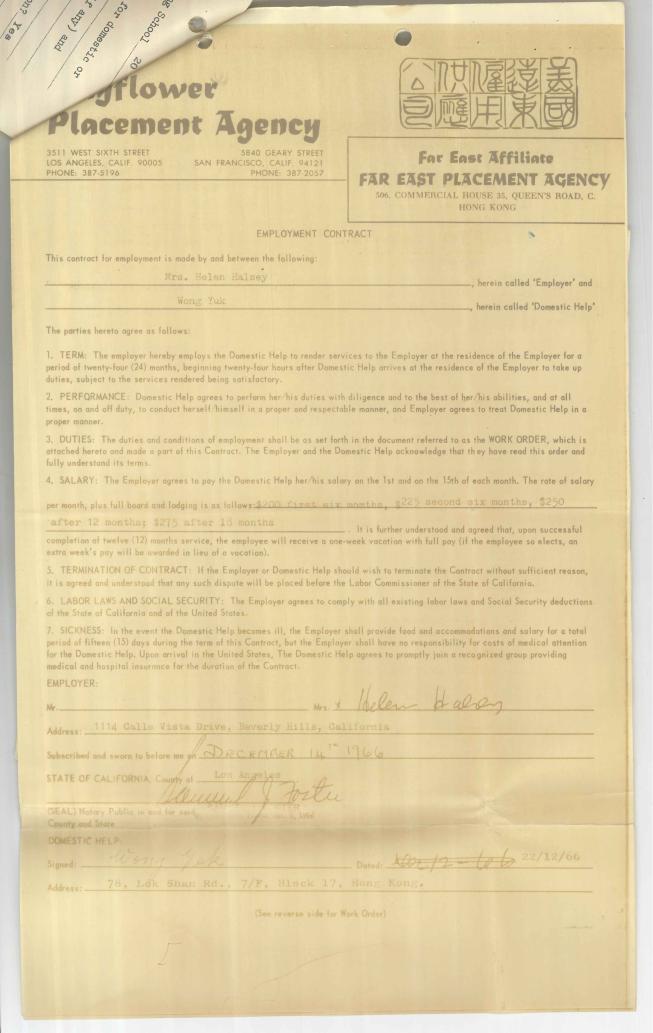 g School 20
for domestic or
f any) and
on? Yes
yflower
Placement Agency
3511 WEST SIXTH STREET
LOS ANGELES, CALIF. 90005
PHONE: 387-5196
5840 GEARY STREET
SAN FRANCISCO, CALIF. 94121
PHONE: 387-2057
美國遠東僱用供應公司
Far East Affiliate
FAR EAST PLACEMENT AGENCY
506, COMMERCIAL HOUSE 35, QUEEN'S ROAD, C.
HONG KONG
EMPLOYMENT CONTRACT
This contract for employment is made by and between the following:
Mrs. Helen Halsey, herein called 'Employer' and
Wong Yuk, herein called 'Domestic Help'
The parties hereto agree as follows:
1. TERM: The employer hereby employs the Domestic Help to render services to the Employer at the residence of the Employer for a
period of twenty-four (24) months, beginning twenty-four hours after Domestic Help arrives at the residence of the Employer to take up
duties, subject to the services rendered being satisfactory.
2. PERFORMANCE: Domestic Help agrees to perform her/his duties with diligence and to the best of her/his abilities, and at all
times, on and off duty, to conduct herself/himself in a proper and respectable manner, and Employer agrees to treat Domestic Help in a
proper manner.
3. DUTIES: The duties and conditions of employment shall be as set forth in the document referred to as the WORK ORDER, which is
attached hereto and made a part of this Contract. The Employer and the Domestic Help acknowledge that they have read this order and
fully understand its terms.
4. SALARY: The Employer agrees to pay the Domestic Help her/his salary on the 1st and on the 15th of each month. The rate of salary
per month, plus full board and lodging is as follows: $200 first six months, $225 second six months, $250
after 12 months; $275 after 18 months. It is further understood and agreed that, upon successful
completion of twelve (12) months service, the employee will receive a one-week vacation with full pay (if the employee so elects, an
extra week's pay will be awarded in lieu of a vacation).
5. TERMINATION OF CONTRACT: If the Employer or Domestic Help should wish to terminate the Contract without sufficient reason,
it is agreed and understood that any such dispute will be placed before the Labor Commissioner of the State of California.
6. LABOR LAWS AND SOCIAL SECURITY: The Employer agrees to comply with all existing labor laws and Social Security deductions
of the State of California and of the United States.
7. SICKNESS: In the event the Domestic Help becomes ill, the Employer shall provide food and accommodations and salary for a total
period of fifteen (15) days during the term of this Contract, but the Employer shall have no responsibility for costs of medical attention
for the Domestic Help. Upon arrival in the United States, The Domestic Help agrees to promptly join a recognized group providing
medical and hospital insurance for the duration of the Contract.
EMPLOYER:
Mr. Mrs. x Helen Halsey
Address: 1114 Calle Vista Drive, Beverly Hills, California
Subscribed and sworn to before me on DECEMBER 14TH 1966
STATE OF CALIFORNIA, County of Los Angeles
Samuel J Foster
(SEAL) Notary Public in and for said
County and State
DOMESTIC HELP:
Signed: Wong Yuk Dated: 22/12/66
Address: 78, Lok Shan Rd., 7/F, Block 17, Hong Kong.
(See reverse side for Work Order)